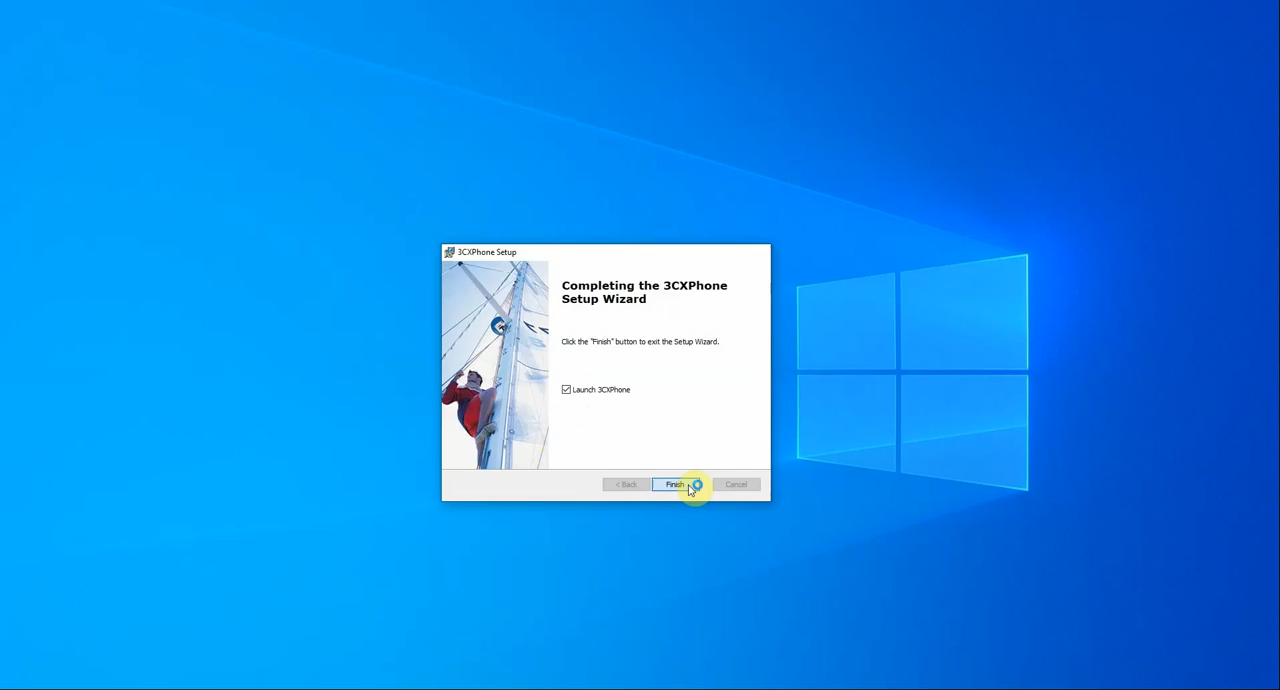 3CXPhone Setup
Completing the 3CXPhone
Setup Wizard
Click the "Finish" button to exit the Setup Wizard.
Launch 3CXPhone
< Back
Finish
Cancel